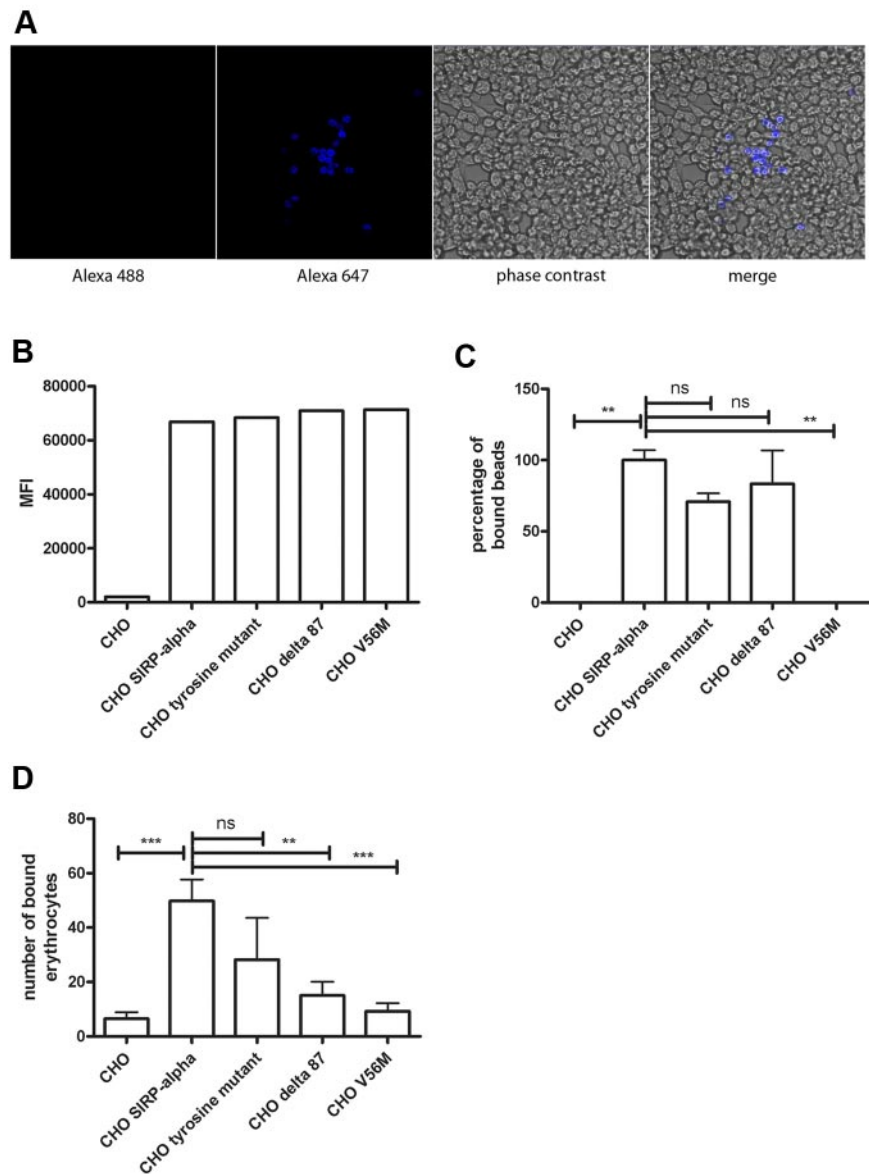 A
Alexa 488
Alexa 647
phase contrast
merge
B
80000
60000
40000
20000
0
MFI
CHO
CHO SIRP-alpha
CHO tyrosine mutant
CHO delta 87
CHO V56M
C
150
100
50
0
percentage of
bound beads
ns
ns
**
**
CHO
CHO SIRP-alpha
CHO tyrosine mutant
CHO delta 87
CHO V56M
D
80
60
40
20
0
number of bound
erythrocytes
ns
***
**
***
CHO
CHO SIRP-alpha
CHO tyrosine mutant
CHO delta 87
CHO V56M